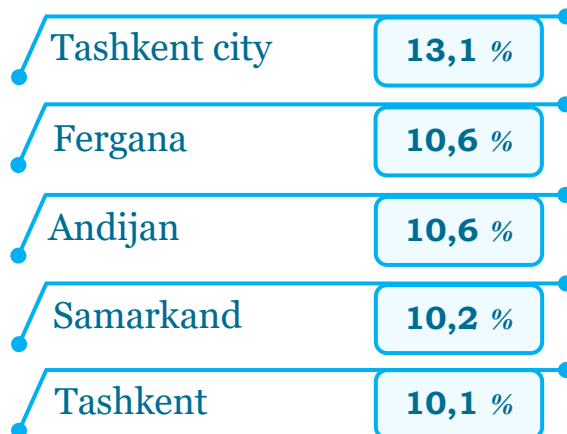 Tashkent city 13,1 %
Fergana 10,6 %
Andijan 10,6 %
Samarkand 10,2 %
Tashkent 10,1 %